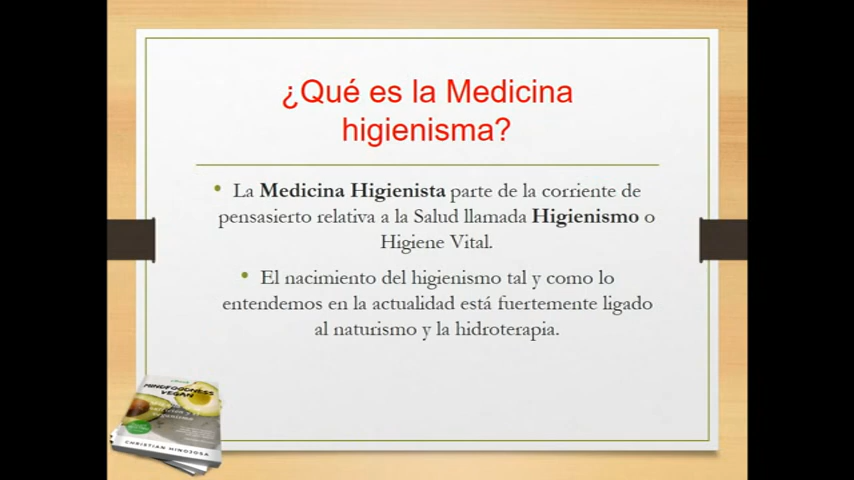 ¿Qué es la Medicina
higienisma?
• La Medicina Higienista parte de la corriente de
pensasierto relativa a la Salud llamada Higienismo o
Higiene Vital.
• El nacimiento del higienismo tal y como lo
entendemos en la actualidad está fuertemente ligado
al naturismo y la hidroterapia.
MINDFOODNESS
VEGAN
CHRISTIAN HINOJOSA